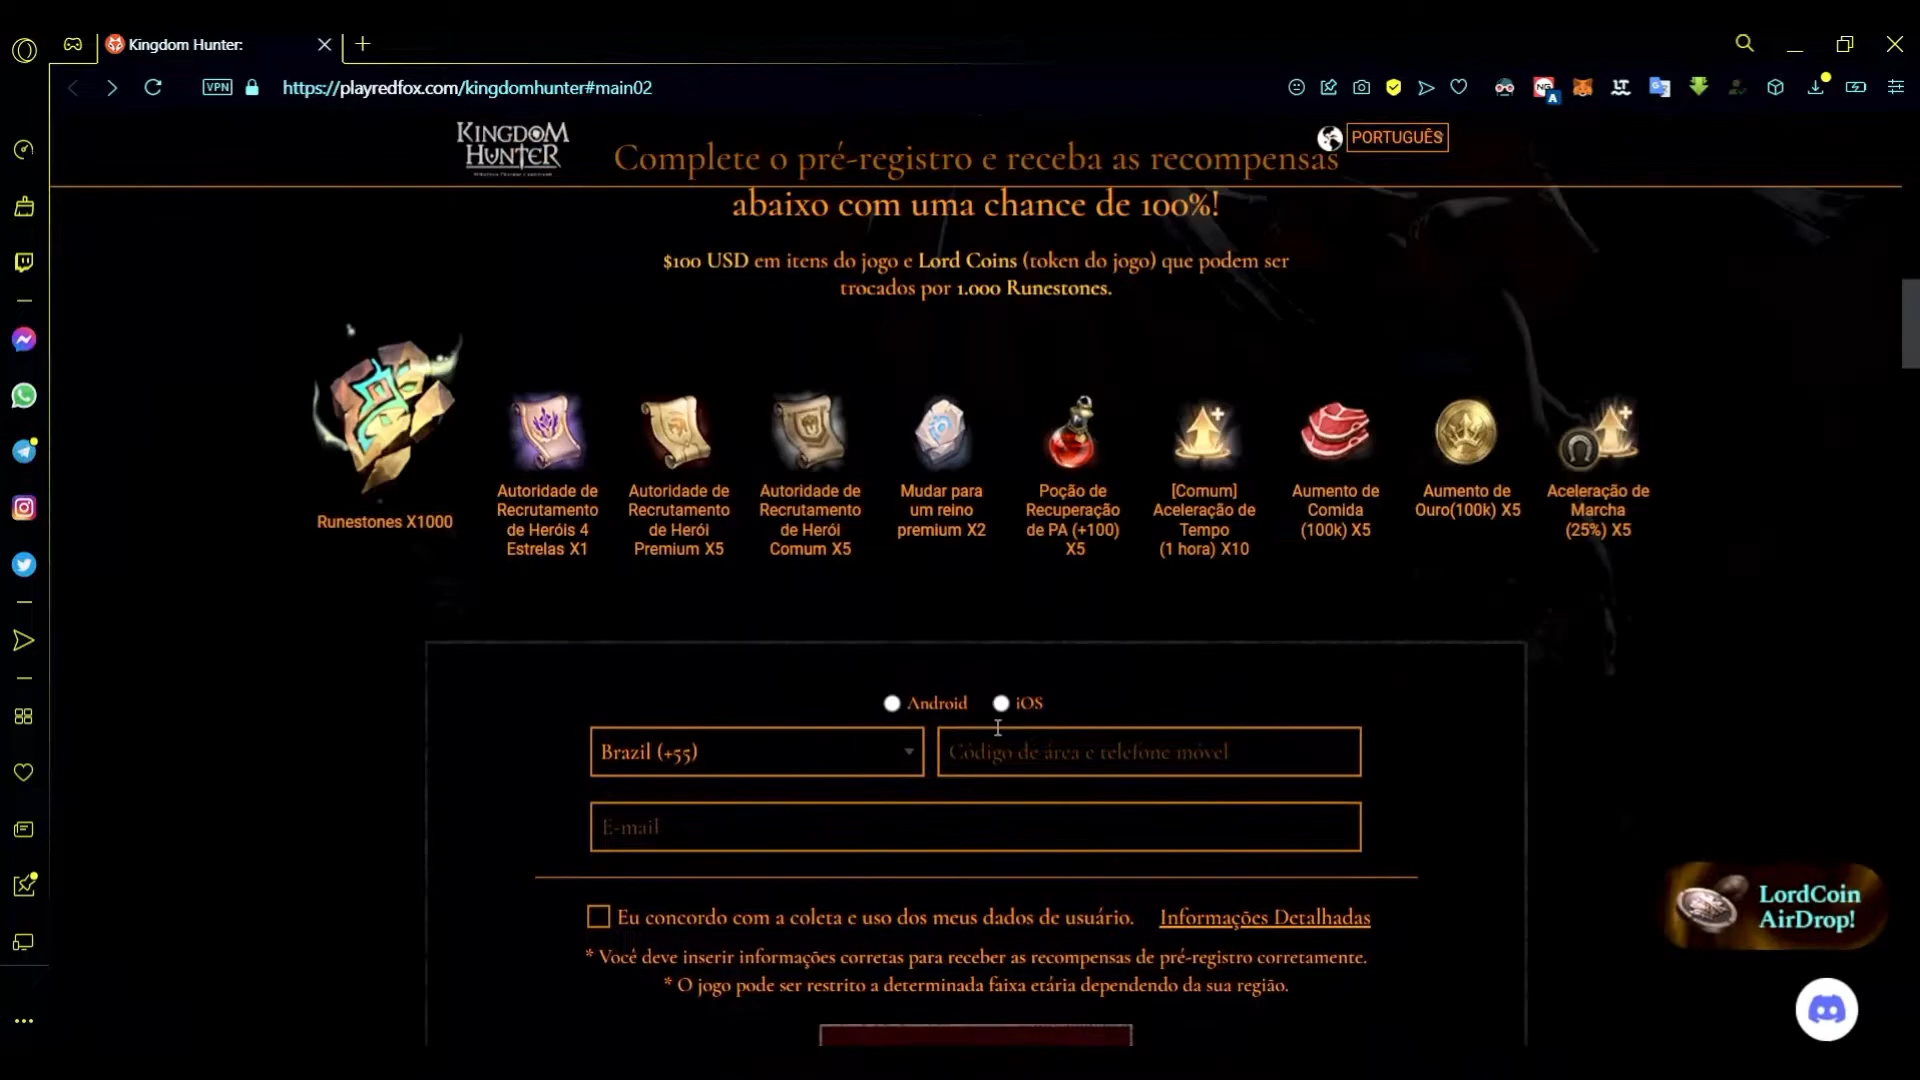 Kingdom Hunter:
VPN
https://playredfox.com/kingdomhunter#main02
KINGDOM
HUNTER
PORTUGUÊS
Complete o pré-registro e receba as recompensas
abaixo com uma chance de 100%!
$100 USD em itens do jogo e Lord Coins (token do jogo) que podem ser
trocados por 1.000 Runestones.
Runestones X1000
Autoridade de
Recrutamento
de Heróis 4
Estrelas X1
Autoridade de
Recrutamento
de Herói
Premium X5
Autoridade de
Recrutamento
de Herói
Comum X5
Mudar para
um reino
premium X2
Poção de
Recuperação
de PA (+100)
X5
[Comum]
Aceleração de
Tempo
(1 hora) X10
Aumento de
Comida
(100k) X5
Aumento de
Ouro(100k) X5
Aceleração de
Marcha
(25%) X5
Android
iOS
Brazil (+55)
Código de área e telefone móvel
E-mail
Eu concordo com a coleta e uso dos meus dados de usuário.
Informações Detalhadas
* Você deve inserir informações corretas para receber as recompensas de pré-registro corretamente.
* O jogo pode ser restrito a determinada faixa etária dependendo da sua região.
LordCoin
AirDrop!